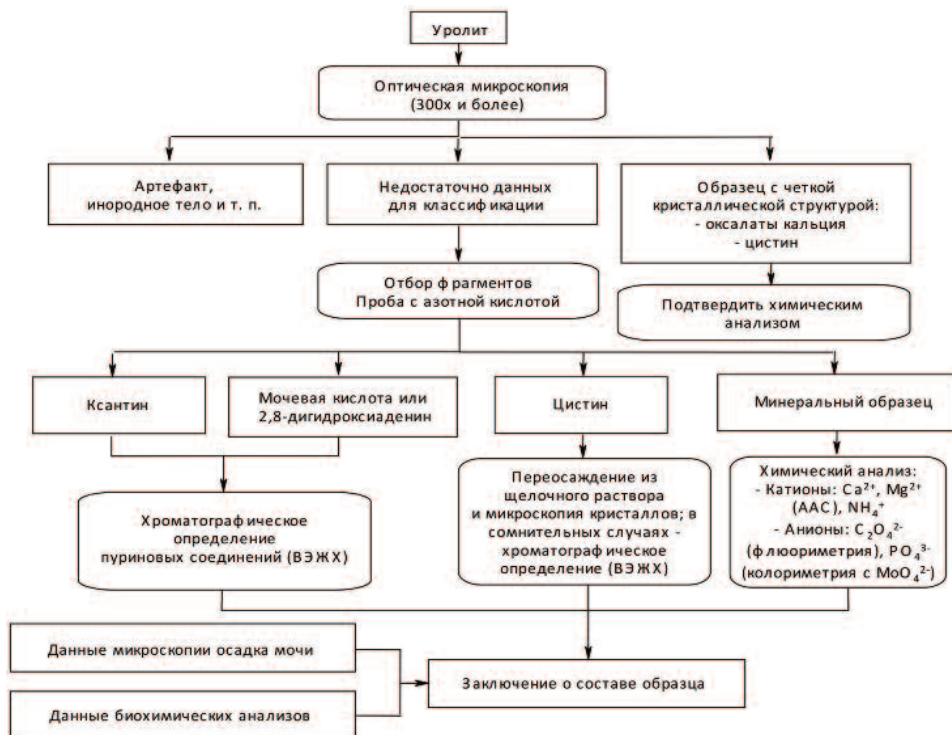 Уролит
Оптическая микроскопия
(300х и более)
Артефакт,
инородное тело и т. п.
Недостаточно данных
для классификации
Образец с четкой
кристаллической структурой:
- оксалаты кальция
- цистин
Отбор фрагментов
Проба с азотной кислотой
Подтвердить химическим
анализом
Ксантин
Мочевая кислота или
2,8-дигидроксиаденин
Цистин
Минеральный образец
Хроматографическое
определение
пуриновых соединений (ВЭЖХ)
Переосаждение из
щелочного раствора
и микроскопия кристаллов; в
сомнительных случаях -
хроматографическое
определение (ВЭЖХ)
Химический анализ:
- Катионы: Ca²⁺, Mg²⁺
(ААС), NH₄⁺
- Анионы: C₂O₄²⁻
(флюориметрия), PO₄³⁻
(колориметрия с MoO₄²⁻)
Данные микроскопии осадка мочи
Данные биохимических анализов
Заключение о составе образца